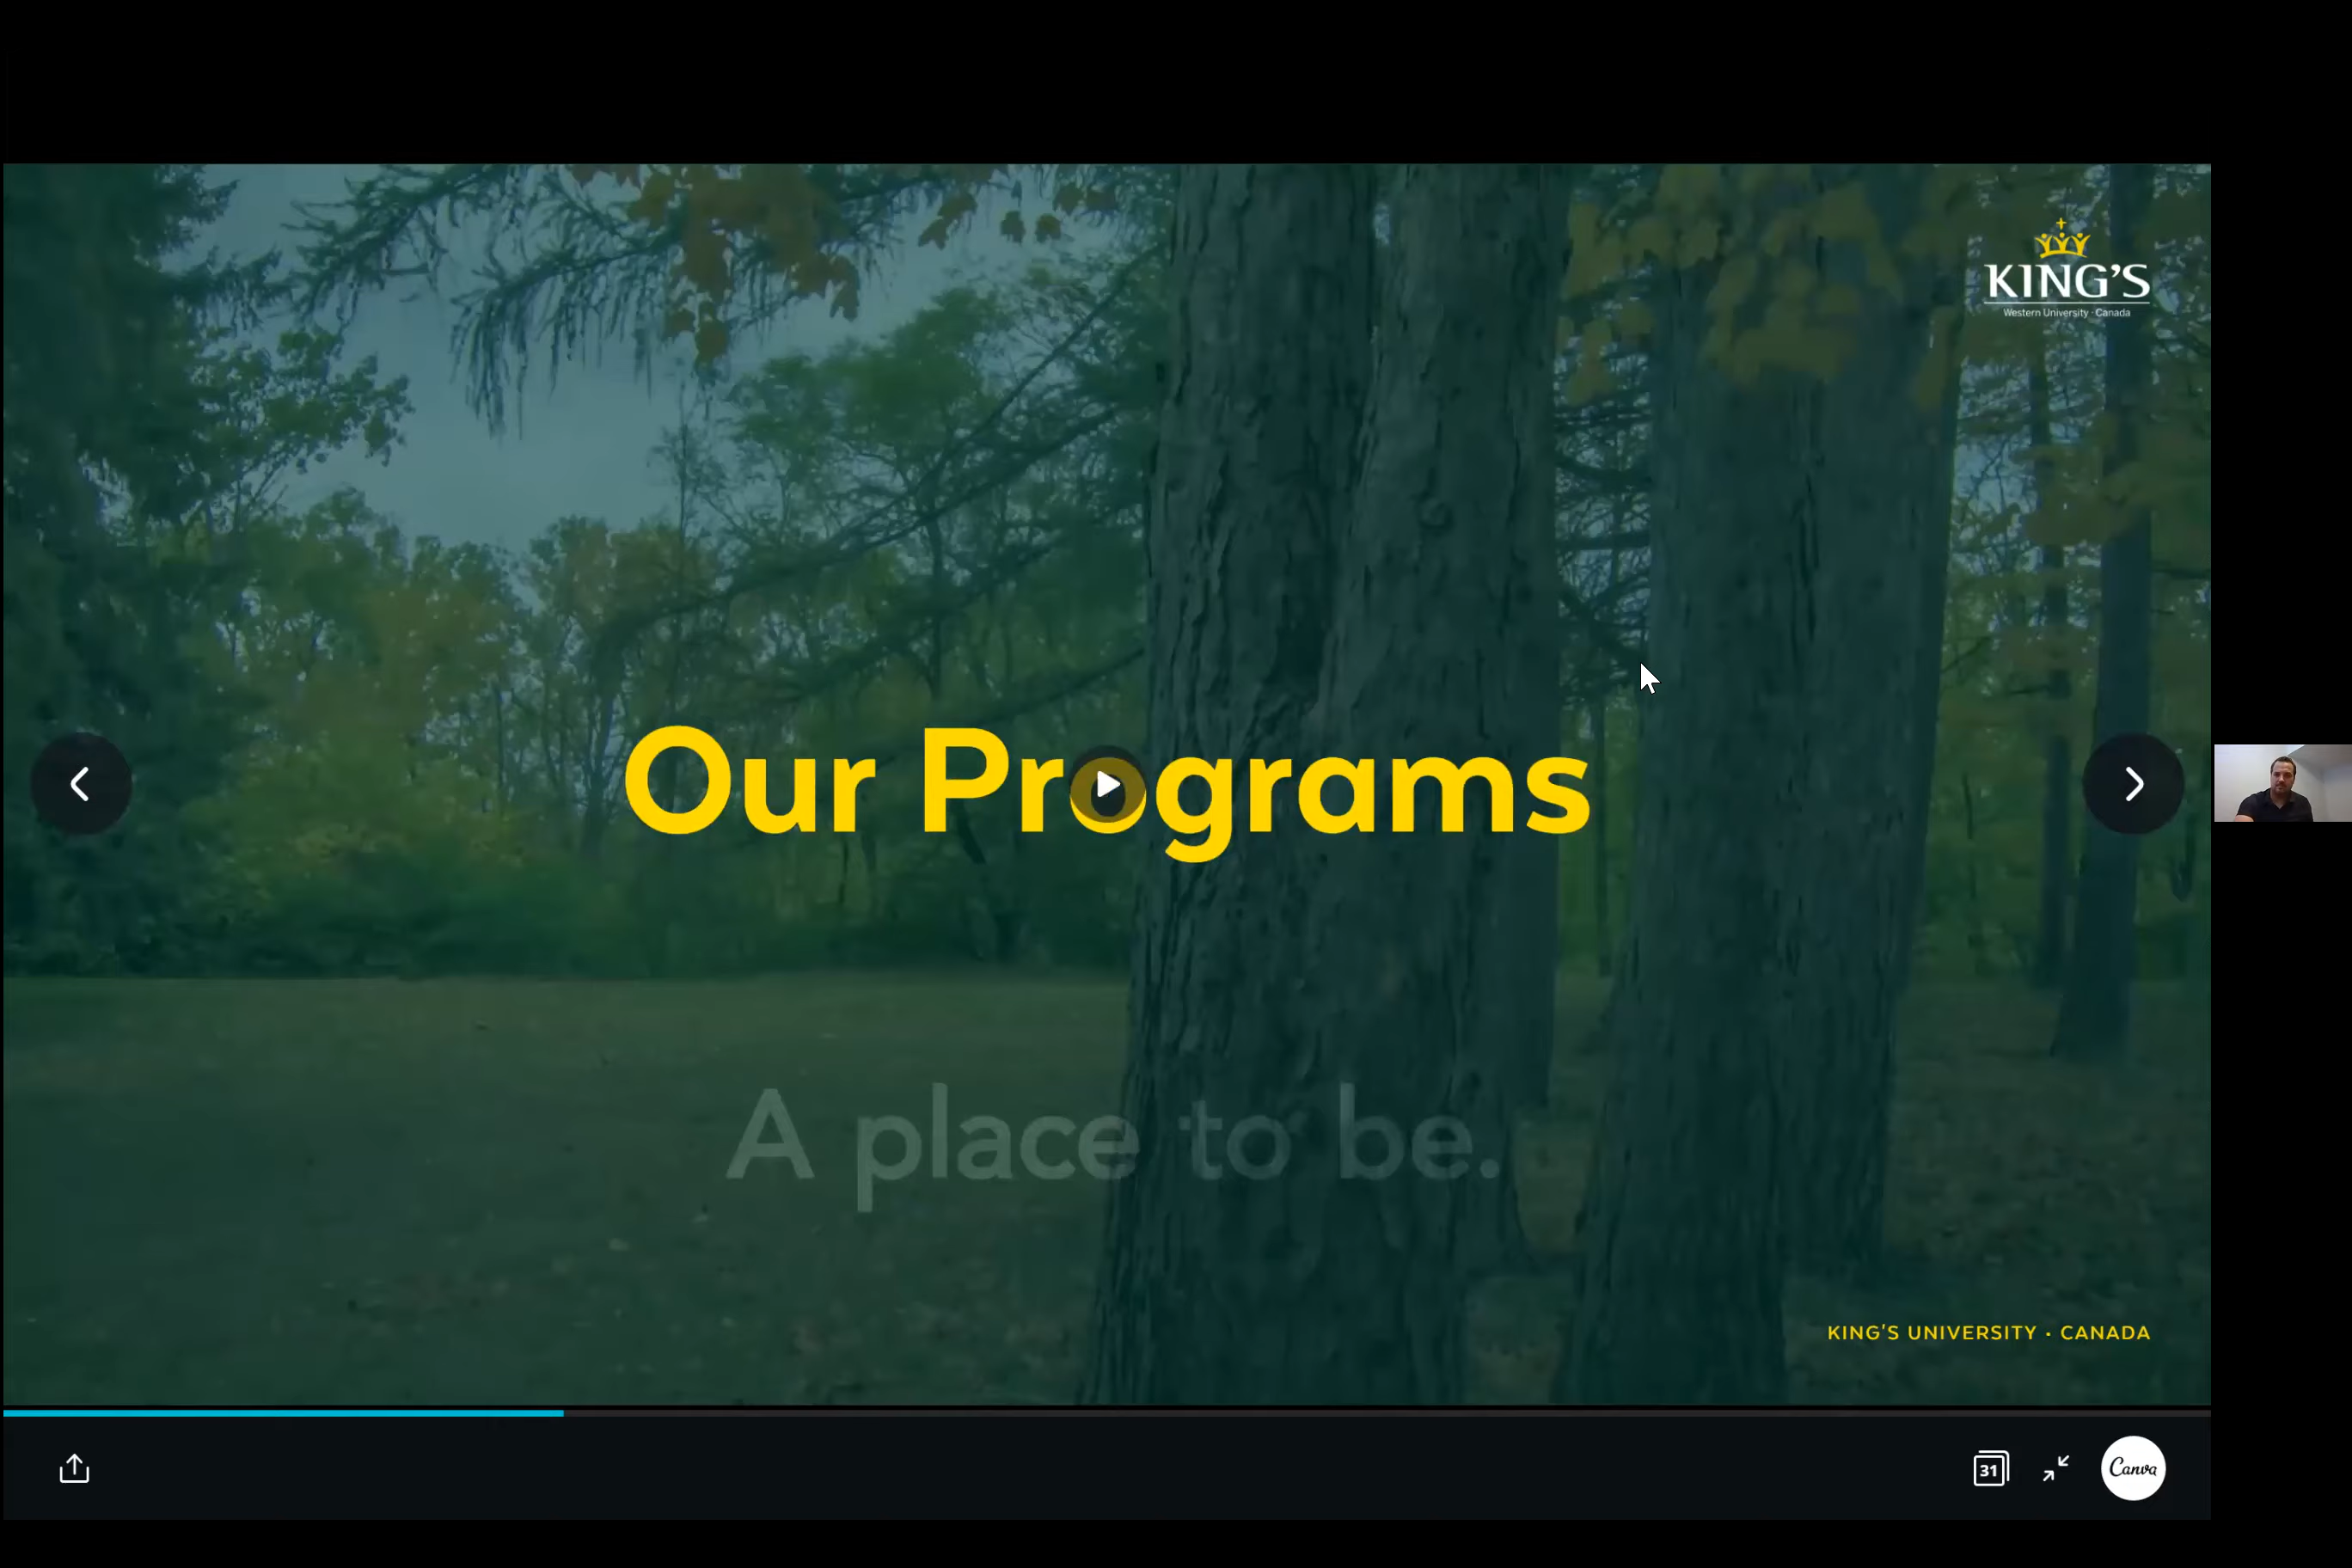 KING'S
Western University · Canada
Our Programs
A place to be.
KING'S UNIVERSITY · CANADA
31
Canva